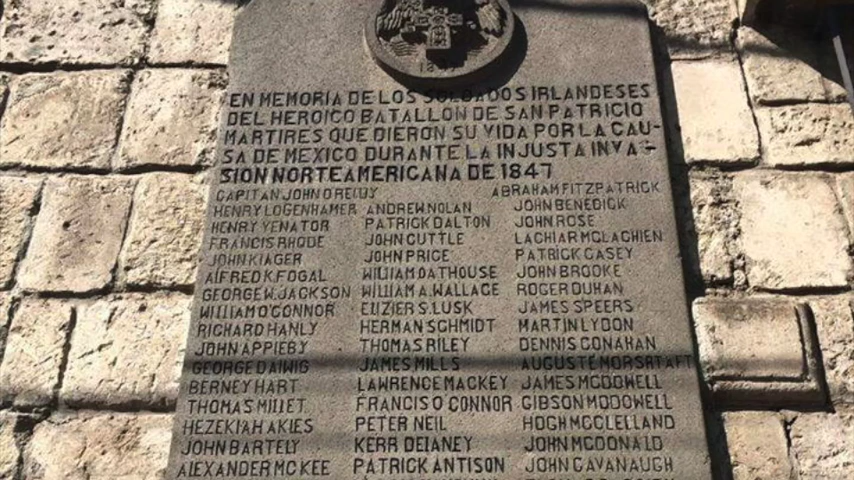 1847
EN MEMORIA DE LOS SOLDADOS IRLANDESES
DEL HEROICO BATALLON DE SAN PATRICIO
MARTIRES QUE DIERON SU VIDA POR LA CAU-
SA DE MEXICO DURANTE LA INJUSTA INVA-
SION NORTEAMERICANA DE 1847
CAPITAN JOHN OREILLY ABRAHAM FITZPATRICK
HENRY LOGENHAMER ANDREW NOLAN JOHN BENEDICK
HENRY VENATOR PATRICK DALTON JOHN ROSE
FRANCIS RHODE JOHN CUTTLE LACHIAR MCLACHIEN
JOHN KIAGER JOHN PRICE PATRICK CASEY
ALFRED K. FOGAL WILLIAM OATHOUSE JOHN BROOKE
GEORGE W. JACKSON WILLIAM A. WALLACE ROGER DUHAN
WILLIAM O'CONNOR ELIZIER S. LUSK JAMES SPEERS
RICHARD HANLY HERMAN SCHMIDT MARTIN LYDON
JOHN APPIEBY THOMAS RILEY DENNIS CONAHAN
GEORGE DAIWIG JAMES MILLS AUGUSTE MORSTAFT
BERNEY HART LAWRENCE MACKEY JAMES MCDOWELL
THOMAS MILLET FRANCIS O'CONNOR GIBSON MCDOWELL
HEZEKIAH AKIES PETER NEIL HOGH MCCLELLAND
JOHN BARTELY KERR DELANEY JOHN MCDONALD
ALEXANDER MC KEE PATRICK ANTISON JOHN CAVANAUGH